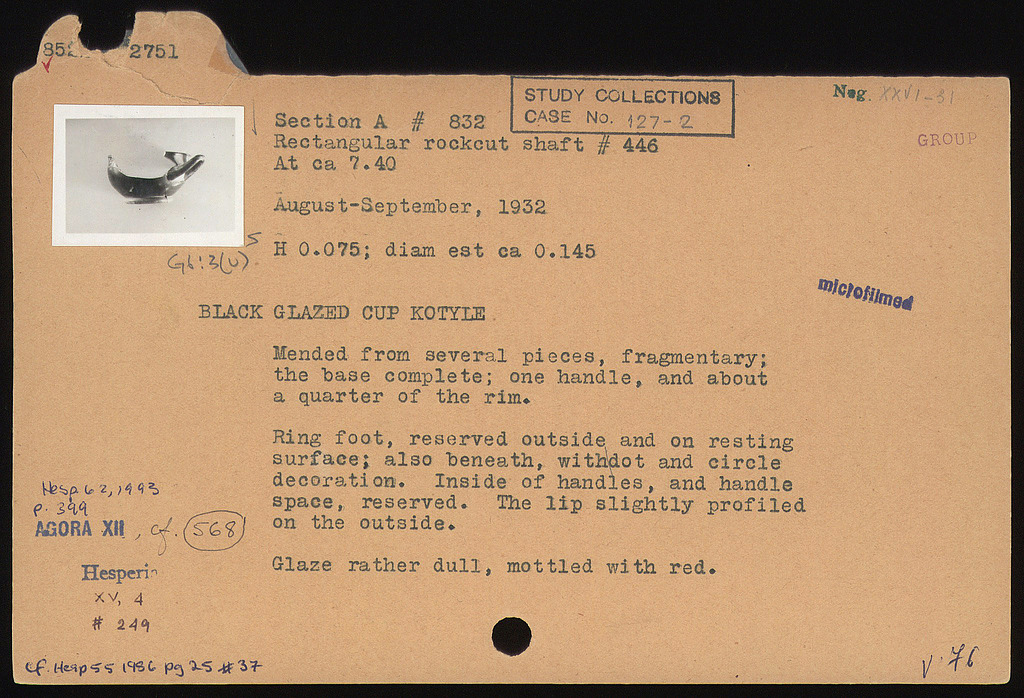 852 2751
STUDY COLLECTIONS
CASE No. 127-2
Neg. XXVI-31
GROUP
Section A # 832
Rectangular rockcut shaft # 446
At ca 7.40
August-September, 1932
H 0.075; diam est ca 0.145
G6:3(U)
microfilmed
BLACK GLAZED CUP KOTYLE
Mended from several pieces, fragmentary;
the base complete; one handle, and about
a quarter of the rim.
Ring foot, reserved outside and on resting
surface; also beneath, withdot and circle
decoration. Inside of handles, and handle
space, reserved. The lip slightly profiled
on the outside.
Glaze rather dull, mottled with red.
Hesp 62, 1993
p. 399
AGORA XII, cf. 568
Hesperia
XV, 4
# 249
cf. Hesp 55 1986 pg 25 #37
V. 76